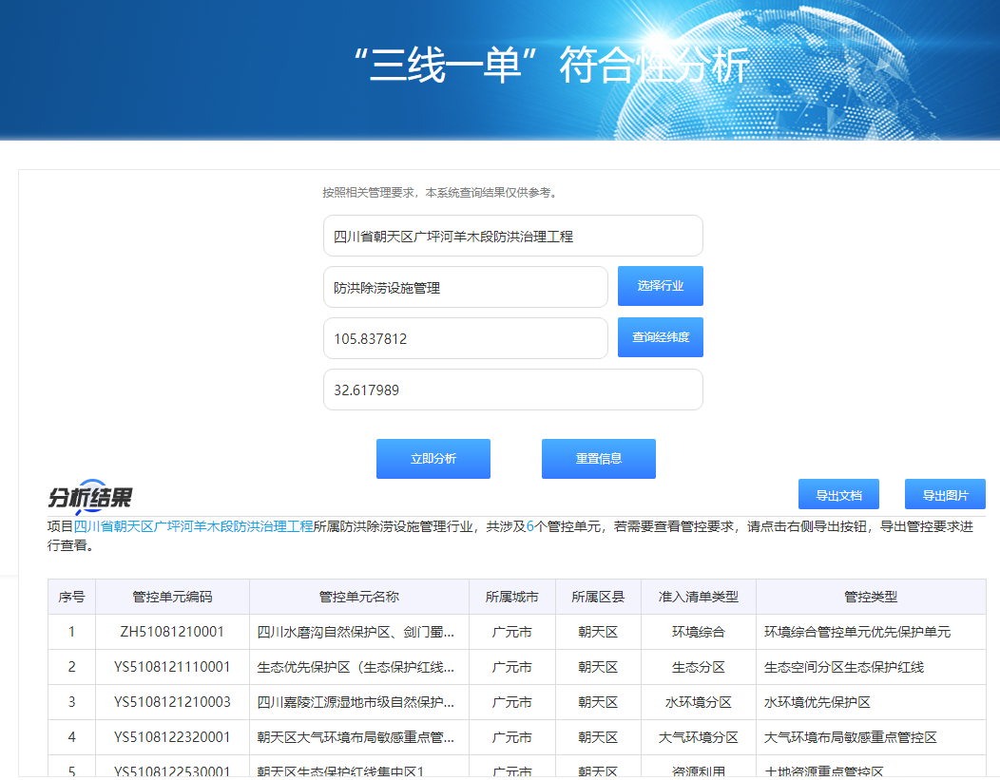 “三线一单”符合性分析
按照相关管理要求，本系统查询结果仅供参考。
四川省朝天区广坪河羊木段防洪治理工程
防洪除涝设施管理 选择行业
105.837812 查询经纬度
32.617989
立即分析 重置信息
分析结果 导出文档 导出图片
项目四川省朝天区广坪河羊木段防洪治理工程所属防洪除涝设施管理行业，共涉及6个管控单元，若需要查看管控要求，请点击右侧导出按钮，导出管控要求进
行查看。
序号 管控单元编码 管控单元名称 所属城市 所属区县 准入清单类型 管控类型
1 ZH51081210001 四川水磨沟自然保护区、剑门蜀... 广元市 朝天区 环境综合 环境综合管控单元优先保护单元
2 YS5108121110001 生态优先保护区（生态保护红线... 广元市 朝天区 生态分区 生态空间分区生态保护红线
3 YS5108121210003 四川嘉陵江源湿地市级自然保护... 广元市 朝天区 水环境分区 水环境优先保护区
4 YS5108122320001 朝天区大气环境布局敏感重点管... 广元市 朝天区 大气环境分区 大气环境布局敏感重点管控区
5 YS5108122530001 朝天区生态保护红线集中区1 广元市 朝天区 资源利用 土地资源重点管控区